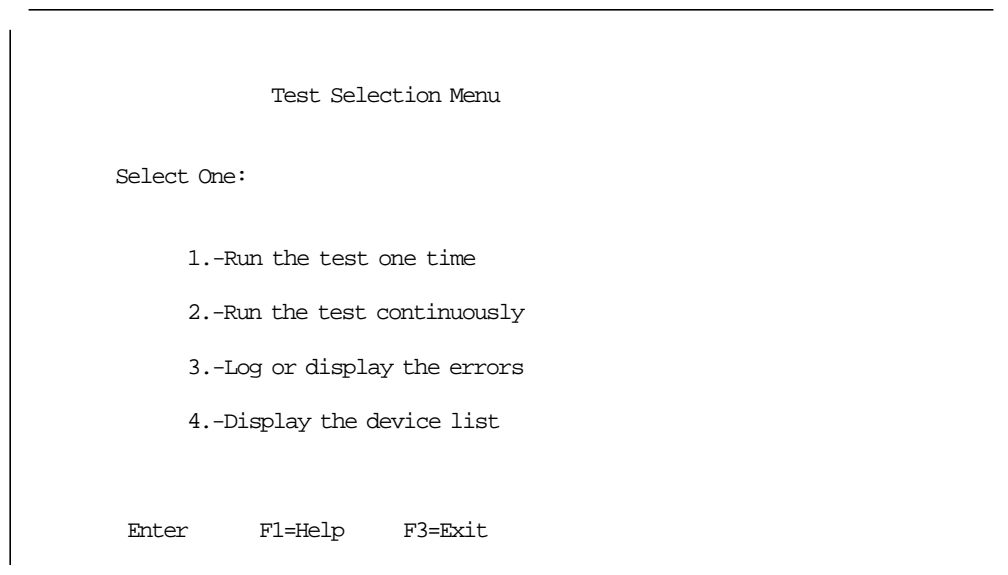 Test Selection Menu
Select One:
1.-Run the test one time
2.-Run the test continuously
3.-Log or display the errors
4.-Display the device list
Enter F1=Help F3=Exit